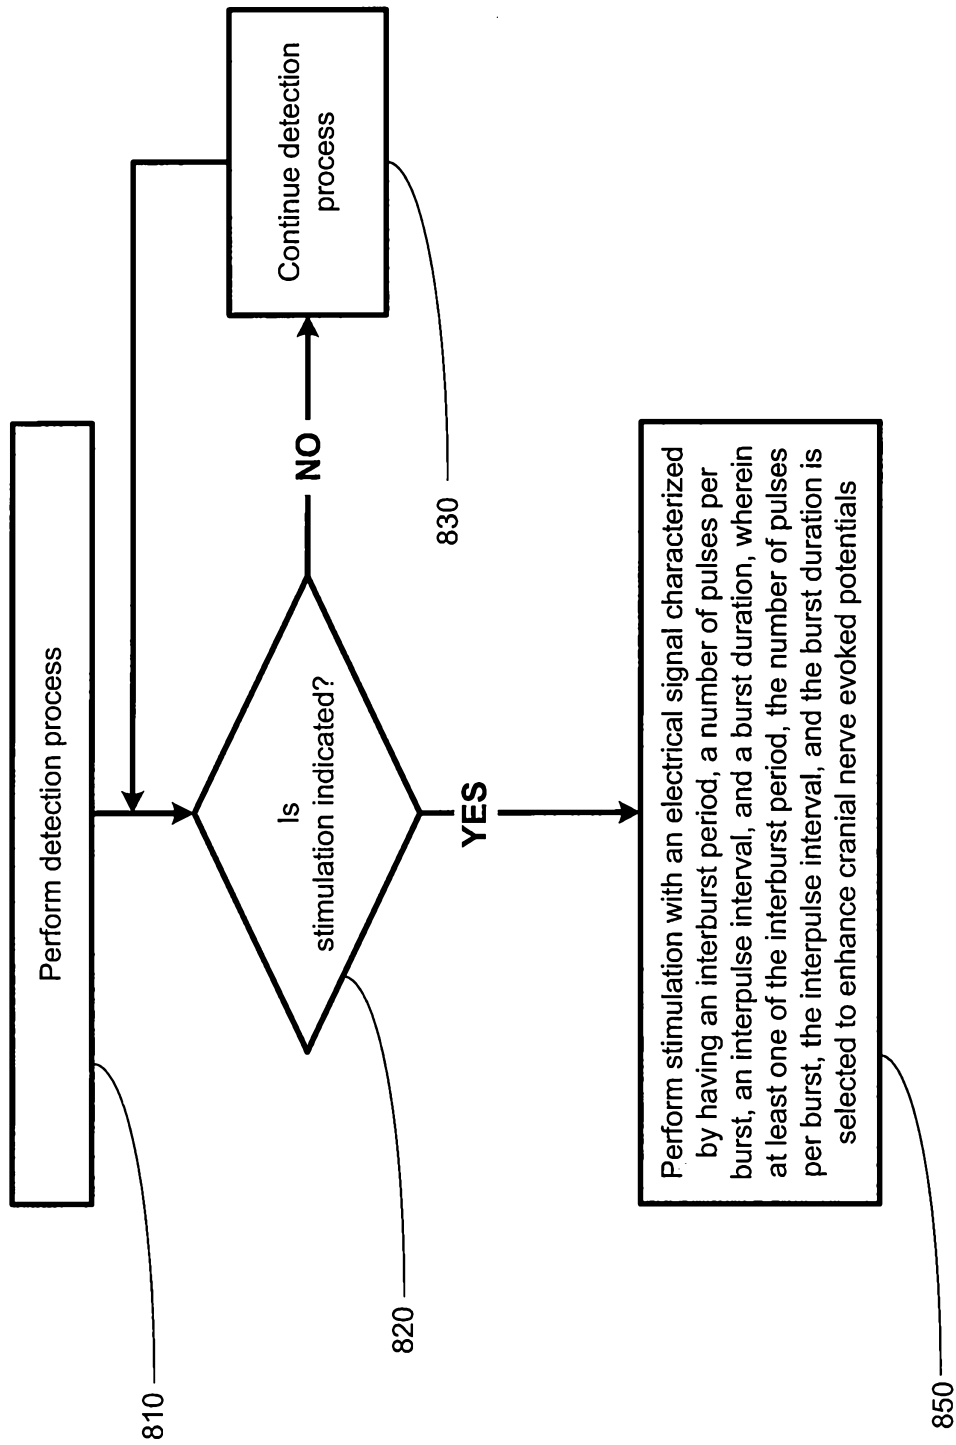 Perform detection process
810
Is
stimulation indicated?
820
NO
Continue detection
process
830
YES
Perform stimulation with an electrical signal characterized
by having an interburst period, a number of pulses per
burst, an interpulse interval, and a burst duration, wherein
at least one of the interburst period, the number of pulses
per burst, the interpulse interval, and the burst duration is
selected to enhance cranial nerve evoked potentials
850